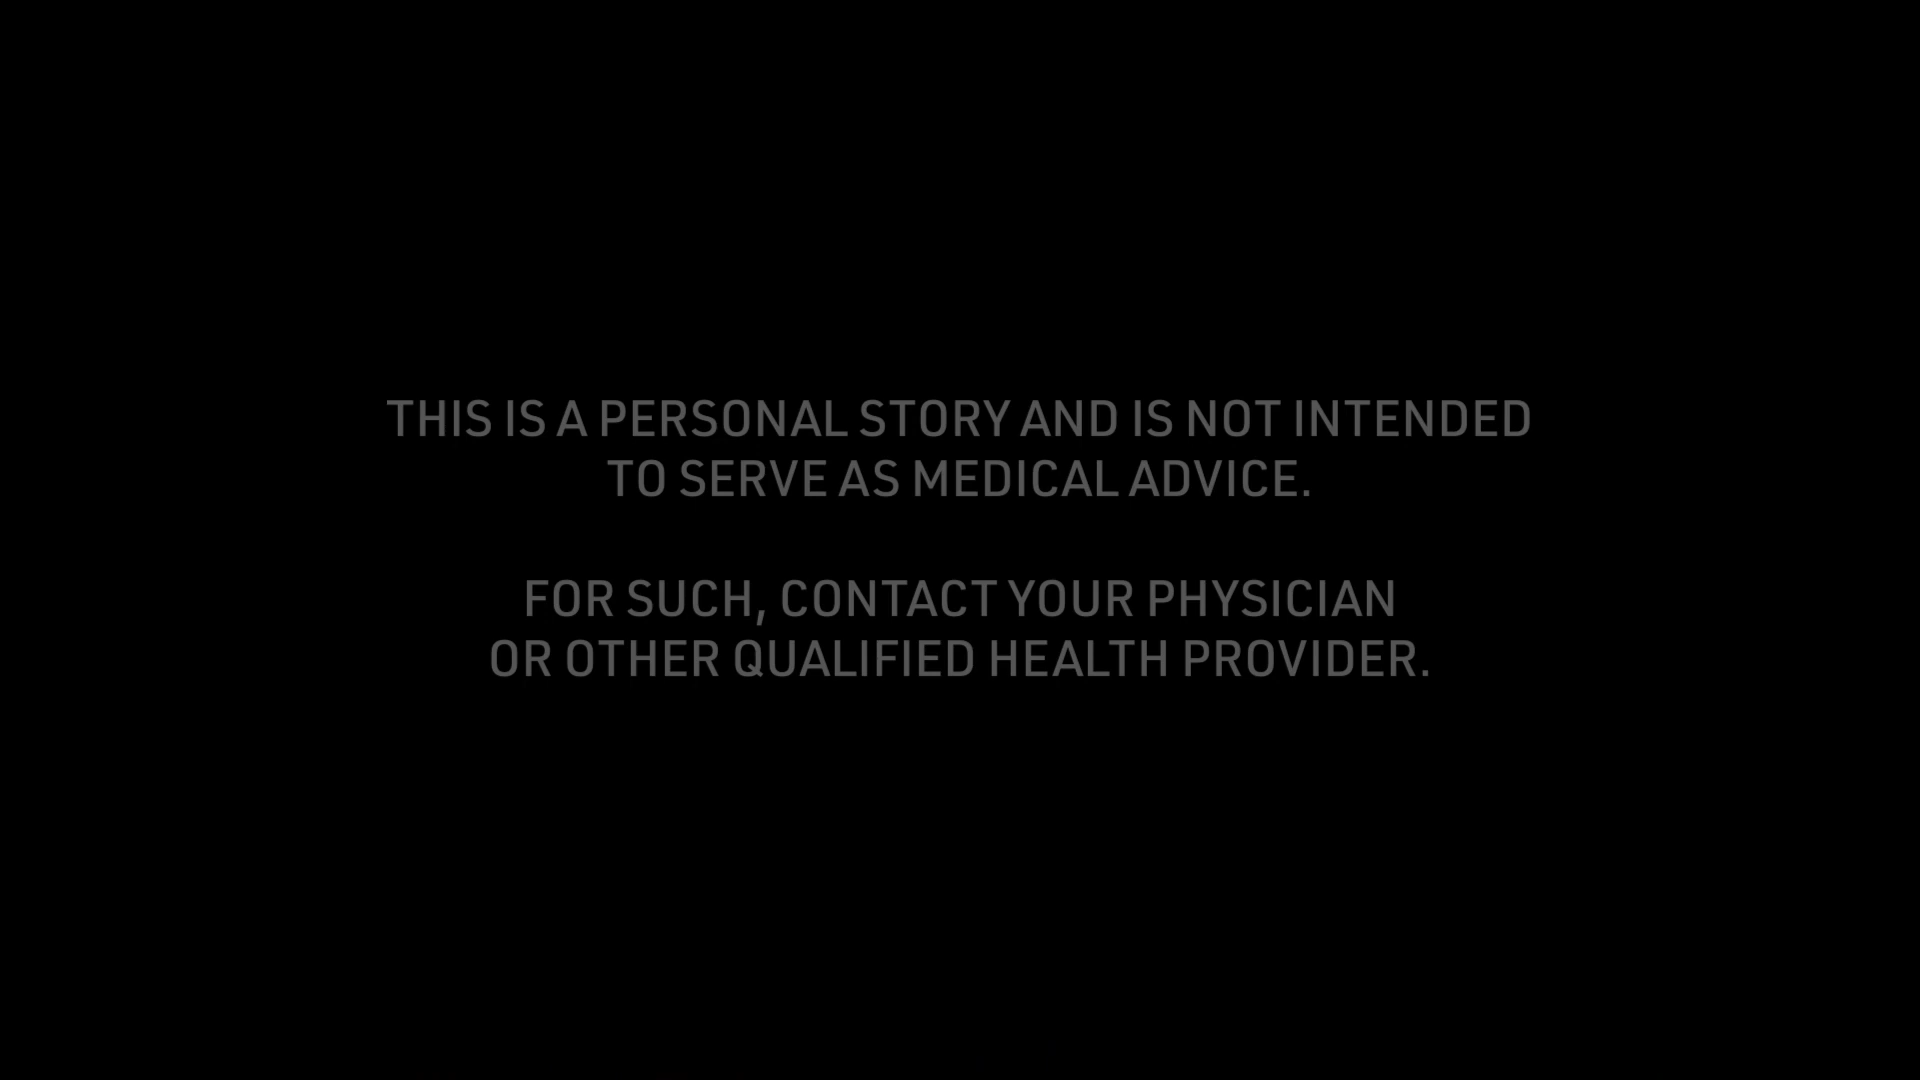 THIS IS A PERSONAL STORY AND IS NOT INTENDED
TO SERVE AS MEDICAL ADVICE.
FOR SUCH, CONTACT YOUR PHYSICIAN
OR OTHER QUALIFIED HEALTH PROVIDER.